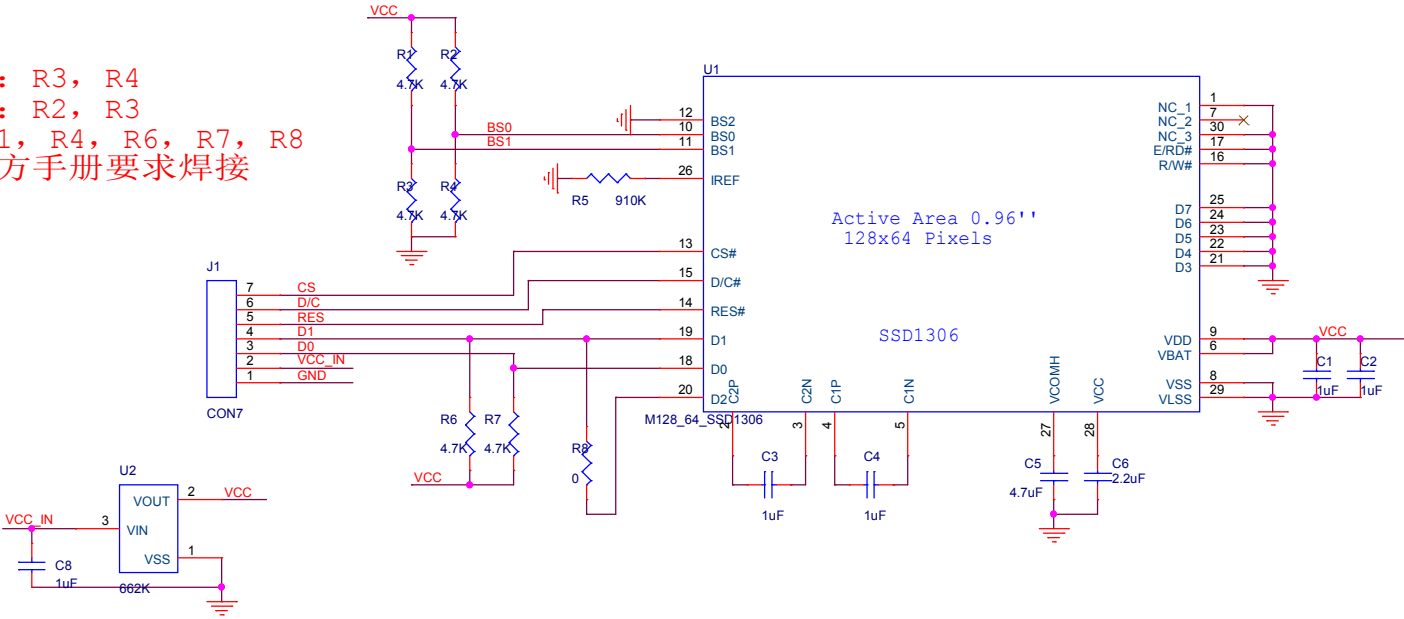 VCC
R1
4.7K
R2
4.7K
: R3, R4
: R2, R3
1, R4, R6, R7, R8
方手册要求焊接
BS0
BS1
R3
4.7K
R4
4.7K
R5
910K
U1
12
10
11
26
13
15
14
19
18
20
BS2
BS0
BS1
IREF
CS#
D/C#
RES#
D1
D0
D2
Active Area 0.96''
128x64 Pixels
SSD1306
NC_1
NC_2
NC_3
E/RD#
R/W#
D7
D6
D5
D4
D3
VDD
VBAT
VSS
VLSS
1
7
30
17
16
25
24
23
22
21
9
6
8
29
VCC
C1
1uF
C2
1uF
C2P
C2N
C1P
C1N
VCOMH
VCC
M128_64_SSD1306
2
3
4
5
27
28
C3
1uF
C4
1uF
C5
4.7uF
C6
2.2uF
J1
7
6
5
4
3
2
1
CS
D/C
RES
D1
D0
VCC_IN
GND
CON7
R6
4.7K
R7
4.7K
R8
0
VCC
U2
VOUT
VIN
VSS
2
3
1
VCC
VCC_IN
C8
1uF
662K